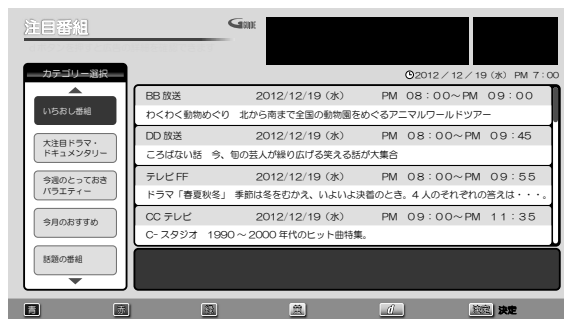 注目番組
G GUIDE
カテゴリー選択
2012／12／19（水） PM 7：00
いちおし番組
大注目ドラマ・
ドキュメンタリー
今週のとっておき
バラエティー
今月のおすすめ
話題の番組
BB 放送 2012/12/19（水） PM 08：00～PM 09：00
わくわく動物めぐり 北から南まで全国の動物園をめぐるアニマルワールドツアー
DD 放送 2012/12/19（水） PM 08：00～PM 09：45
ころばない話 今、旬の芸人が繰り広げる笑える話が大集合
テレビ FF 2012/12/19（水） PM 08：00～PM 09：55
ドラマ「春夏秋冬」 季節は冬をむかえ、いよいよ決着のとき。4 人のそれぞれの答えは・・・。
CC テレビ 2012/12/19（水） PM 09：00～PM 11：35
C- スタジオ 1990 ～ 2000 年代のヒット曲特集。
青 赤 緑 黄 決定 決定